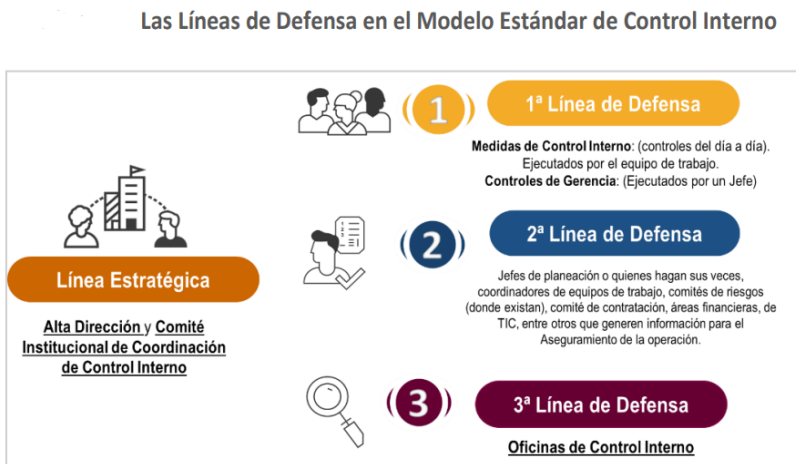 Las Líneas de Defensa en el Modelo Estándar de Control Interno
Línea Estratégica
Alta Dirección y Comité
Institucional de Coordinación
de Control Interno
1
1ª Línea de Defensa
Medidas de Control Interno: (controles del día a día).
Ejecutados por el equipo de trabajo.
Controles de Gerencia: (Ejecutados por un Jefe)
2
2ª Línea de Defensa
Jefes de planeación o quienes hagan sus veces,
coordinadores de equipos de trabajo, comités de riesgos
(donde existan), comité de contratación, áreas financieras, de
TIC, entre otros que generen información para el
Aseguramiento de la operación.
3
3ª Línea de Defensa
Oficinas de Control Interno